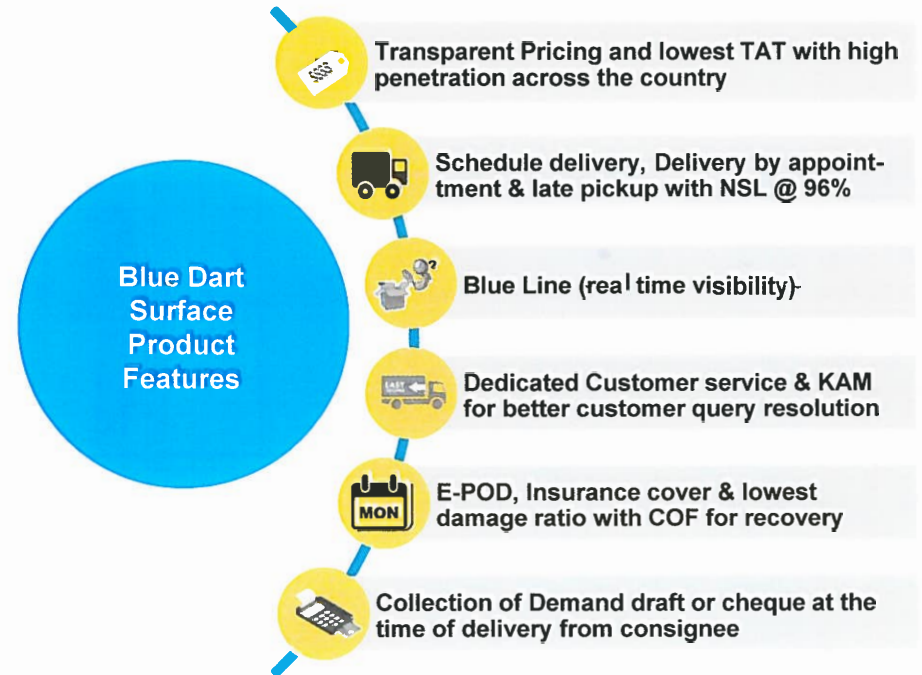 Transparent Pricing and lowest TAT with high
penetration across the country
Schedule delivery, Delivery by appoint-
tment & late pickup with NSL @ 96%
Blue Dart
Surface
Product
Features
Blue Line (real time visibility)
Dedicated Customer service & KAM
for better customer query resolution
EASY
E-POD, Insurance cover & lowest
damage ratio with COF for recovery
MON
Collection of Demand draft or cheque at the
time of delivery from consignee